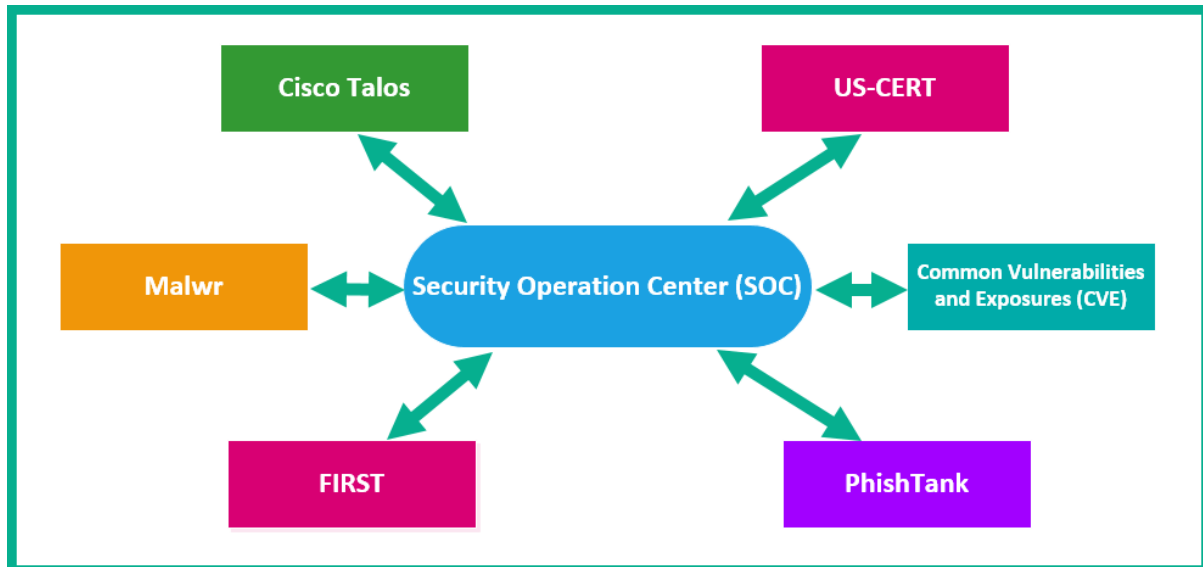 Cisco Talos
US-CERT
Malwr
Security Operation Center (SOC)
Common Vulnerabilities
and Exposures (CVE)
FIRST
PhishTank